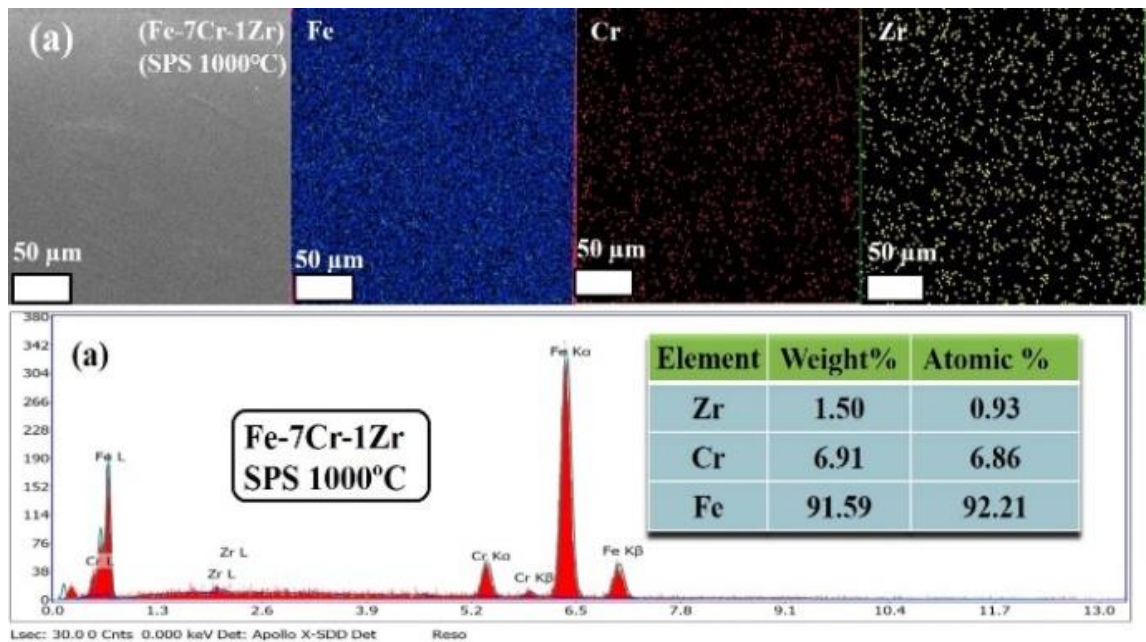 (a)
(Fe-7Cr-1Zr)
(SPS 1000°C)
50 µm
Fe
50 µm
Cr
50 µm
Zr
50 µm
(a)
380
342
304
266
228
190
152
114
76
38
0
Fe L
Cr L
Zr L
Zr L
Cr Kα
Cr Kβ
Fe Kα
Fe Kβ
Fe-7Cr-1Zr
SPS 1000°C
Element Weight% Atomic %
Zr 1.50 0.93
Cr 6.91 6.86
Fe 91.59 92.21
0.0 1.3 2.6 3.9 5.2 6.5 7.8 9.1 10.4 11.7 13.0
Lsec: 30.0 0 Cnts 0.000 keV Det: Apollo X-SDD Det Reso